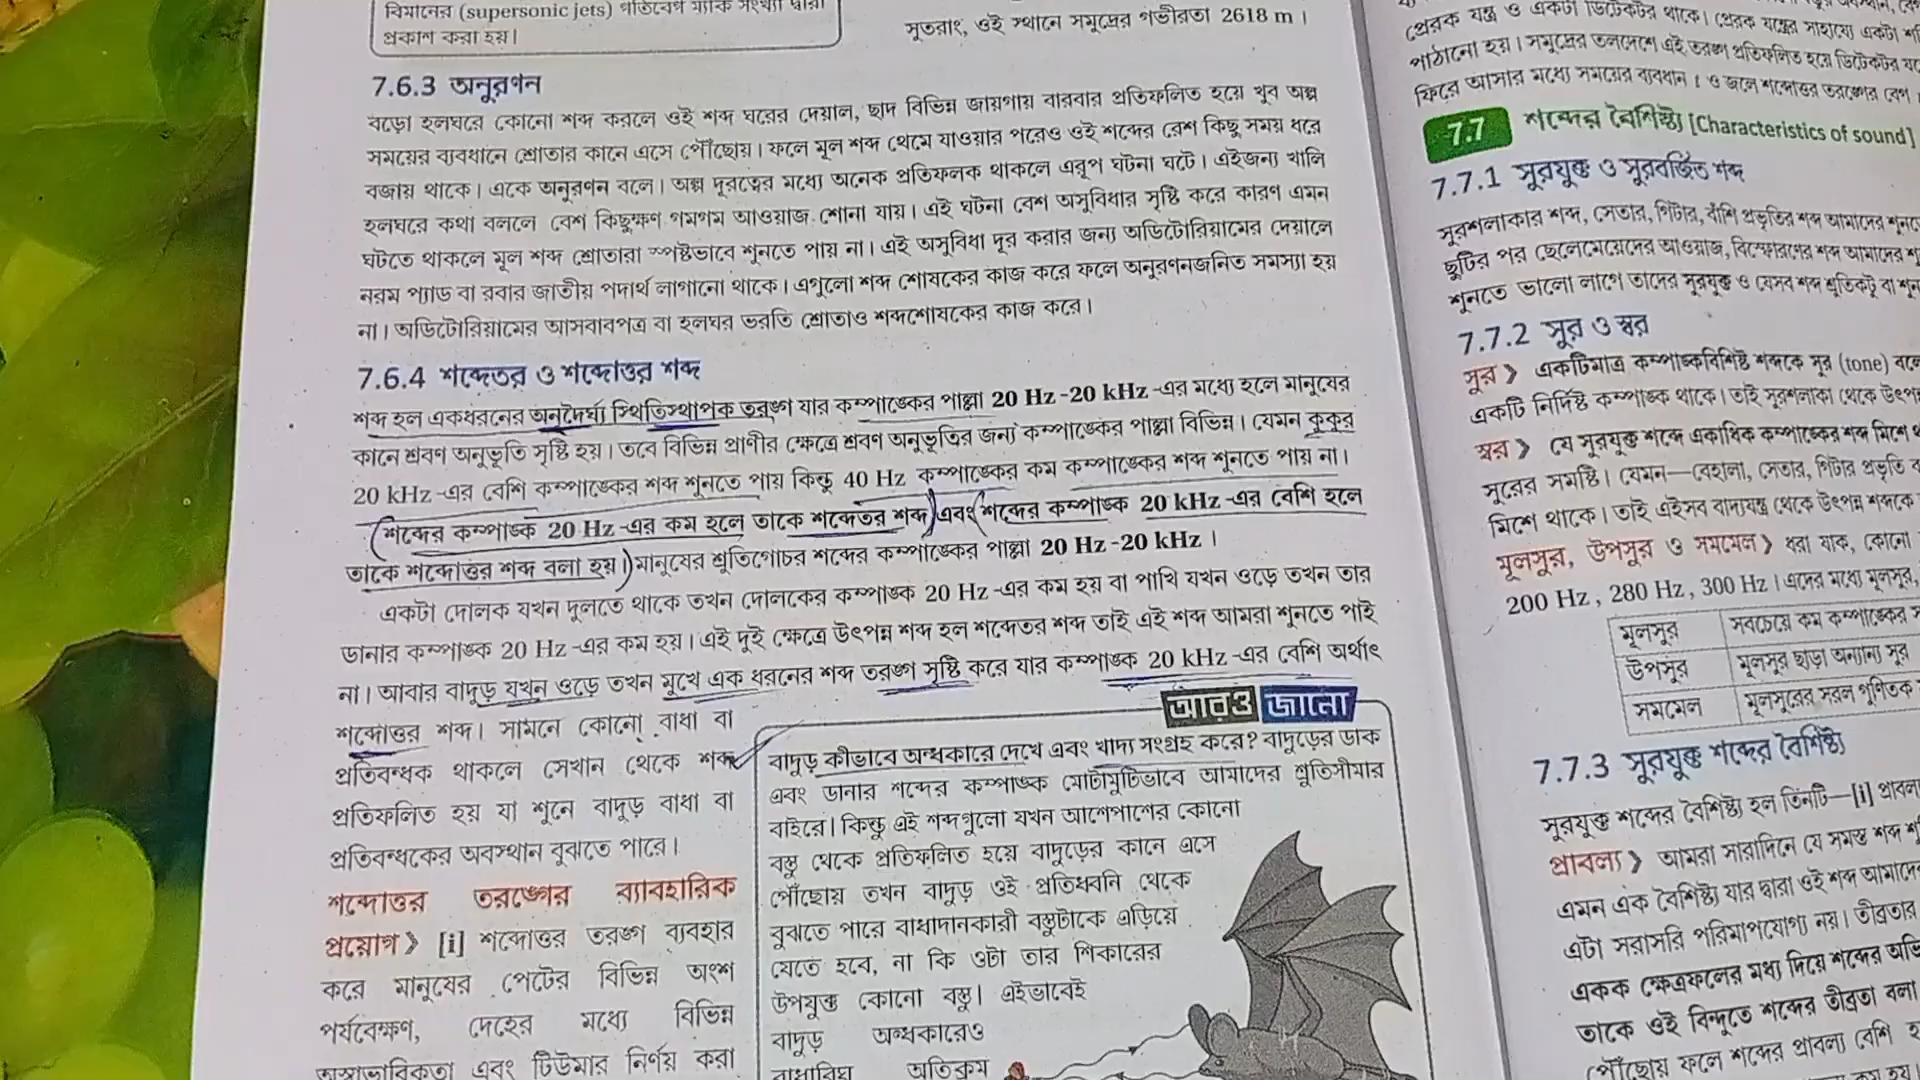 বিমানের (supersonic jets) গতিবেগ ম্যাক সংখ্যা দ্বারা
প্রকাশ করা হয়।
সুতরাং, ওই স্থানে সমুদ্রের গভীরতা 2618 m ।
7.6.3 অনুরণন
বড়ো হলঘরে কোনো শব্দ করলে ওই শব্দ ঘরের দেয়াল, ছাদ বিভিন্ন জায়গায় বারবার প্রতিফলিত হয়ে খুব অল্প
সময়ের ব্যবধানে শ্রোতার কানে এসে পৌঁছোয়। ফলে মূল শব্দ থেমে যাওয়ার পরেও ওই শব্দের রেশ কিছু সময় ধরে
বজায় থাকে। একে অনুরণন বলে। অল্প দূরত্বের মধ্যে অনেক প্রতিফলক থাকলে এরূপ ঘটনা ঘটে। এইজন্য খালি
হলঘরে কথা বললে বেশ কিছুক্ষণ গমগম আওয়াজ শোনা যায়। এই ঘটনা বেশ অসুবিধার সৃষ্টি করে কারণ এমন
ঘটতে থাকলে মূল শব্দ শ্রোতারা স্পষ্টভাবে শুনতে পায় না। এই অসুবিধা দূর করার জন্য অডিটোরিয়ামের দেয়ালে
নরম প্যাড বা রবার জাতীয় পদার্থ লাগানো থাকে। এগুলো শব্দ শোষকের কাজ করে ফলে অনুরণনজনিত সমস্যা হয়
না। অডিটোরিয়ামের আসবাবপত্র বা হলঘর ভরতি শ্রোতাও শব্দশোষকের কাজ করে।
7.6.4 শব্দেতর ও শব্দোত্তর শব্দ
শব্দ হল একধরনের অনুদৈর্ঘ্য স্থিতিস্থাপক তরঙ্গ যার কম্পাঙ্কের পাল্লা 20 Hz-20 kHz-এর মধ্যে হলে মানুষের
কানে শ্রবণ অনুভূতি সৃষ্টি হয়। তবে বিভিন্ন প্রাণীর ক্ষেত্রে শ্রবণ অনুভূতির জন্য কম্পাঙ্কের পাল্লা বিভিন্ন। যেমন কুকুর
20 kHz-এর বেশি কম্পাঙ্কের শব্দ শুনতে পায় কিন্তু 40 Hz কম্পাঙ্কের কম কম্পাঙ্কের শব্দ শুনতে পায় না।
(শব্দের কম্পাঙ্ক 20 Hz-এর কম হলে তাকে শব্দেতর শব্দ) এবং (শব্দের কম্পাঙ্ক 20 kHz-এর বেশি হলে
তাকে শব্দোত্তর শব্দ বলা হয়।) মানুষের শ্রুতিগোচর শব্দের কম্পাঙ্কের পাল্লা 20 Hz-20 kHz ।
একটা দোলক যখন দুলতে থাকে তখন দোলকের কম্পাঙ্ক 20 Hz-এর কম হয় বা পাখি যখন ওড়ে তখন তার
ডানার কম্পাঙ্ক 20 Hz-এর কম হয়। এই দুই ক্ষেত্রে উৎপন্ন শব্দ হল শব্দেতর শব্দ তাই এই শব্দ আমরা শুনতে পাই
না। আবার বাদুড় যখন ওড়ে তখন মুখে এক ধরনের শব্দ তরঙ্গ সৃষ্টি করে যার কম্পাঙ্ক 20 kHz-এর বেশি অর্থাৎ
শব্দোত্তর শব্দ। সামনে কোনো বাধা বা
প্রতিবন্ধক থাকলে সেখান থেকে শব্দ
প্রতিফলিত হয় যা শুনে বাদুড় বাধা বা
প্রতিবন্ধকের অবস্থান বুঝতে পারে।
শব্দোত্তর তরঙ্গের ব্যাবহারিক
প্রয়োগ > [i] শব্দোত্তর তরঙ্গ ব্যবহার
করে মানুষের পেটের বিভিন্ন অংশ
পর্যবেক্ষণ, দেহের মধ্যে বিভিন্ন
অস্বাভাবিকতা এবং টিউমার নির্ণয় করা
আরও জানো
বাদুড় কীভাবে অন্ধকারে দেখে এবং খাদ্য সংগ্রহ করে? বাদুড়ের ডাক
এবং ডানার শব্দের কম্পাঙ্ক মোটামুটিভাবে আমাদের শ্রুতিসীমার
বাইরে। কিন্তু এই শব্দগুলো যখন আশেপাশের কোনো
বস্তু থেকে প্রতিফলিত হয়ে বাদুড়ের কানে এসে
পৌঁছোয় তখন বাদুড় ওই প্রতিধ্বনি থেকে
বুঝতে পারে বাধাদানকারী বস্তুটাকে এড়িয়ে
যেতে হবে, না কি ওটা তার শিকারের
উপযুক্ত কোনো বস্তু। এইভাবেই
বাদুড় অন্ধকারেও
বাধাবিঘ্ন অতিক্রম
প্রেরক যন্ত্র ও একটা ডিটেকটর থাকে। প্রেরক যন্ত্রের সাহায্যে একটা
পাঠানো হয়। সমুদ্রের তলদেশে এই তরঙ্গ প্রতিফলিত হয়ে ডিটেকটর
ফিরে আসার মধ্যে সময়ের ব্যবধান t ও জলে শব্দোত্তর তরঙ্গের বেগ
7.7 শব্দের বৈশিষ্ট্য [Characteristics of sound]
7.7.1 সুরযুক্ত ও সুরবর্জিত শব্দ
সুরশলাকার শব্দ, সেতার, গিটার, বাঁশি প্রভৃতির শব্দ আমাদের শুনতে
ছুটির পর ছেলেমেয়েদের আওয়াজ, বিস্ফোরণের শব্দ আমাদের
শুনতে ভালো লাগে তাদের সুরযুক্ত ও যেসব শব্দ শ্রুতিকটু বা
7.7.2 সুর ও স্বর
সুর > একটিমাত্র কম্পাঙ্কবিশিষ্ট শব্দকে সুর (tone) বলে
একটি নির্দিষ্ট কম্পাঙ্ক থাকে। তাই সুরশলাকা থেকে
স্বর > যে সুরযুক্ত শব্দে একাধিক কম্পাঙ্কের শব্দ মিশে
সুরের সমষ্টি। যেমন—বেহালা, সেতার, গিটার প্রভৃতি
মিশে থাকে। তাই এইসব বাদ্যযন্ত্র থেকে উৎপন্ন শব্দকে
মূলসুর, উপসুর ও সমমেল > ধরা যাক, কোনো
200 Hz, 280 Hz, 300 Hz। এদের মধ্যে মূলসুর,
মূলসুর সবচেয়ে কম কম্পাঙ্কের
উপসুর মূলসুর ছাড়া অন্যান্য সুর
সমমেল মূলসুরের সরল গুণিতক
7.7.3 সুরযুক্ত শব্দের বৈশিষ্ট্য
সুরযুক্ত শব্দের বৈশিষ্ট্য হল তিনটি—[i] প্রাবল্য
প্রাবল্য > আমরা সারাদিনে যে সমস্ত শব্দ
এমন এক বৈশিষ্ট্য যার দ্বারা ওই শব্দ আমাদের
এটা সরাসরি পরিমাপযোগ্য নয়। তীব্রতার
একক ক্ষেত্রফলের মধ্য দিয়ে শব্দের
তাকে ওই বিন্দুতে শব্দের তীব্রতা বলা
পৌঁছোয় ফলে শব্দের প্রাবল্য বেশি